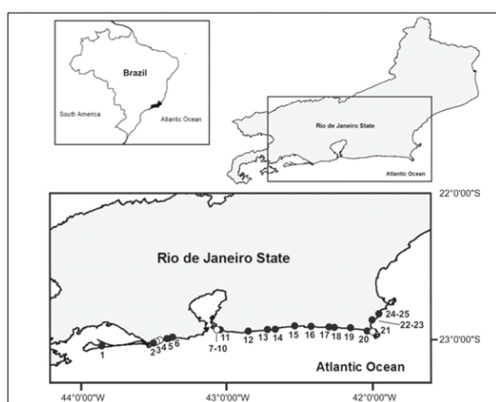 Brazil
South America
Atlantic Ocean
Rio de Janeiro State
Atlantic Ocean
22°0'00"S
Rio de Janeiro State
24-25
22-23
1
2
3
4
5
6
7-10
11
12
13
14
15
16
17
18
19
20
21
23°0'00"S
Atlantic Ocean
44°0'00"O
43°0'00"O
42°0'00"O